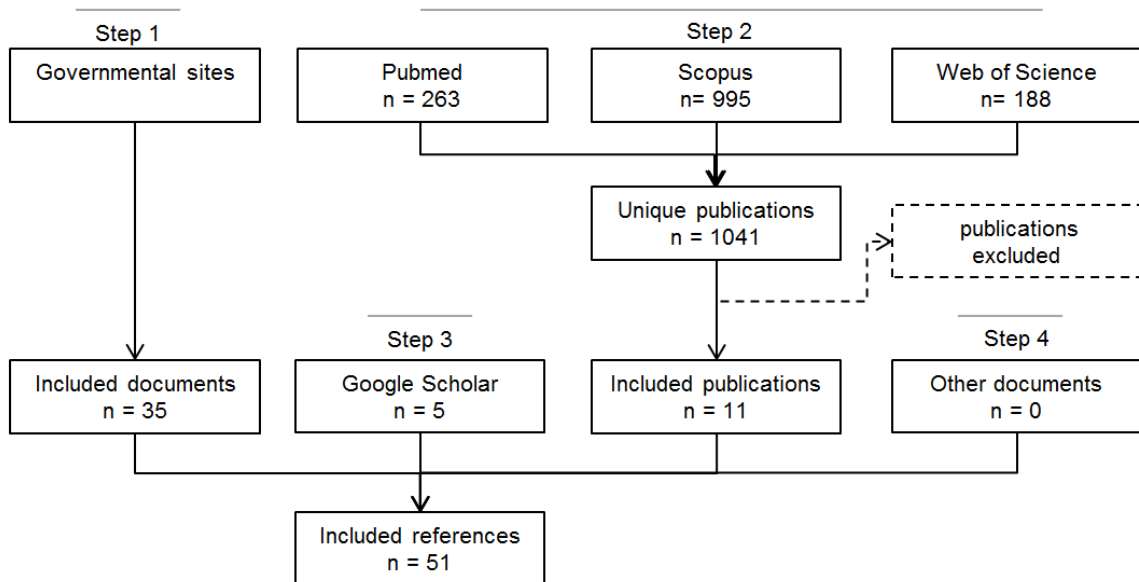 Step 1
Step 2
Governmental sites
Pubmed
n = 263
Scopus
n= 995
Web of Science
n= 188
Unique publications
n = 1041
publications
excluded
Step 3
Step 4
Included documents
n = 35
Google Scholar
n = 5
Included publications
n = 11
Other documents
n = 0
Included references
n = 51